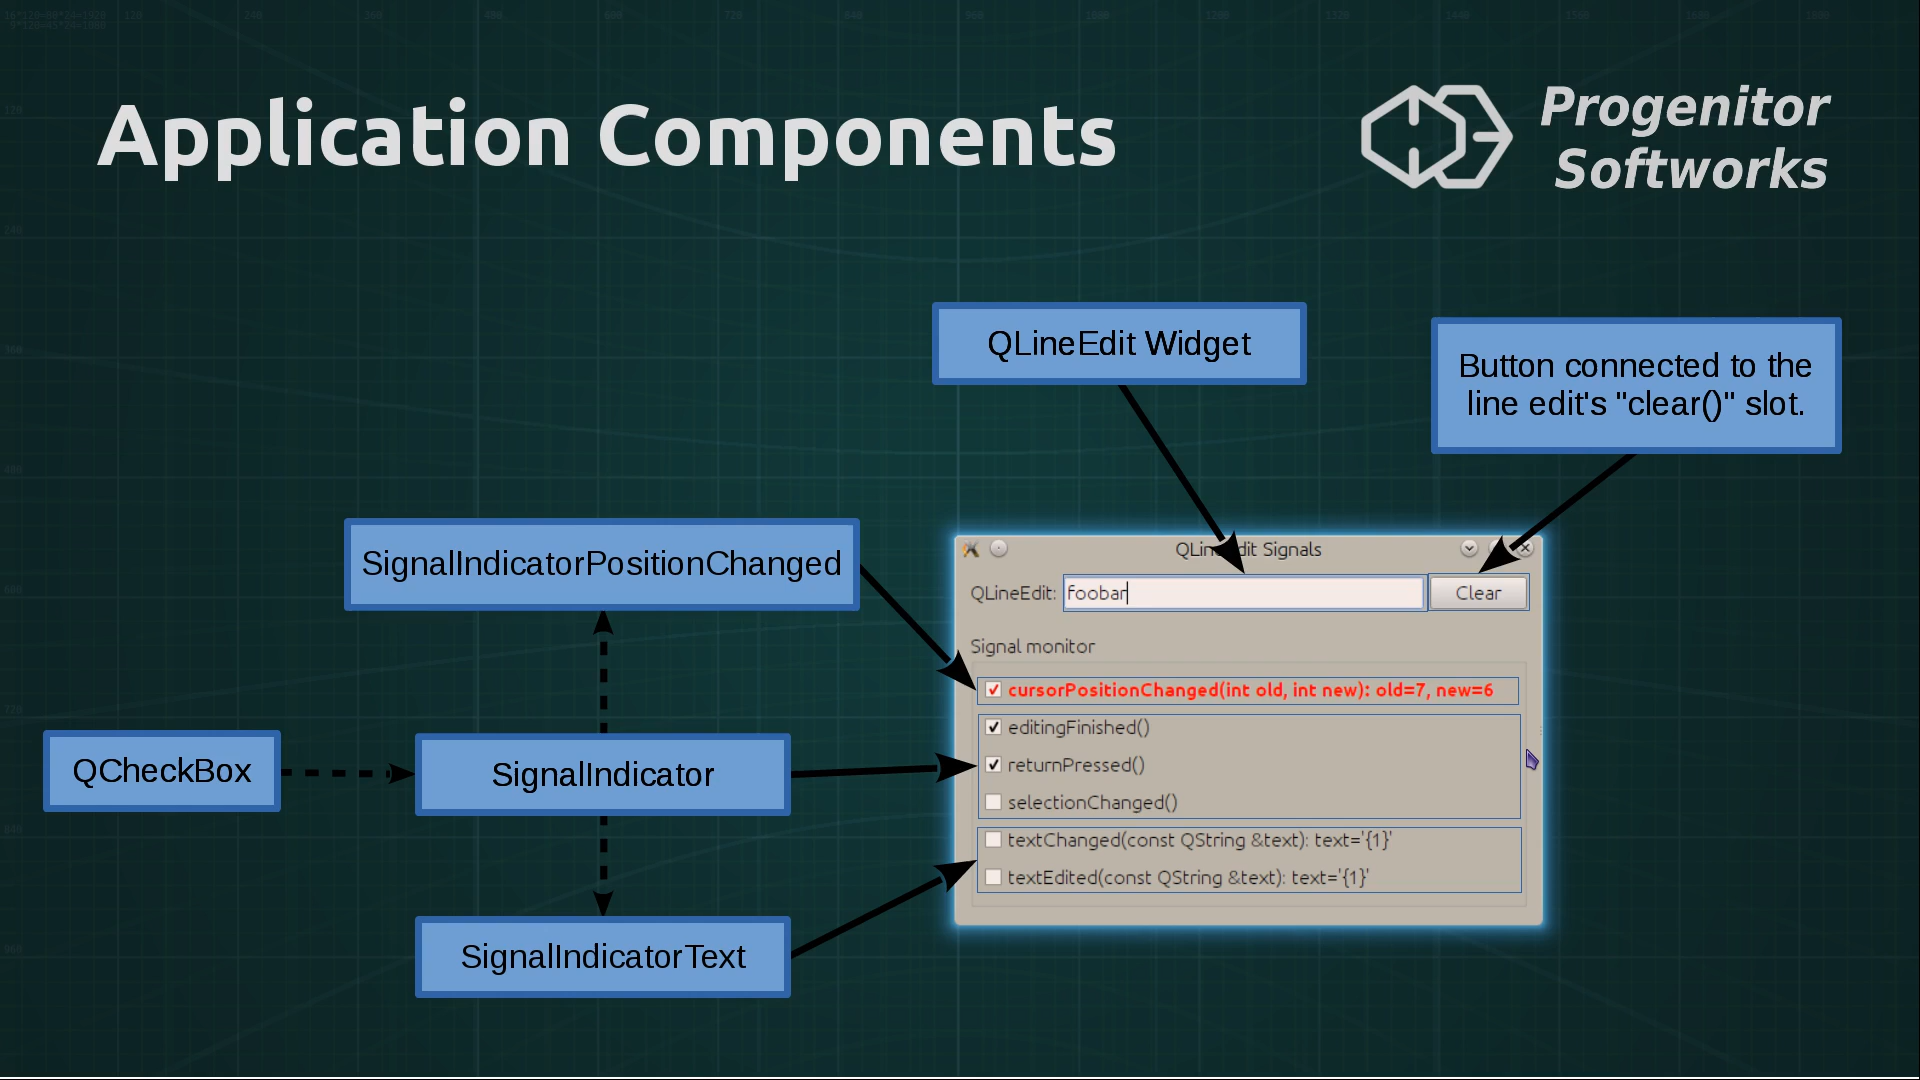 Application Components
Progenitor
Softworks
QLineEdit Widget
Button connected to the
line edit's "clear()" slot.
SignalIndicatorPositionChanged
QCheckBox
SignalIndicator
SignalIndicatorText
QLineEdit Signals
QLineEdit: foobar Clear
Signal monitor
cursorPositionChanged(int old, int new): old=7, new=6
editingFinished()
returnPressed()
selectionChanged()
textChanged(const QString &text): text='{1}'
textEdited(const QString &text): text='{1}'